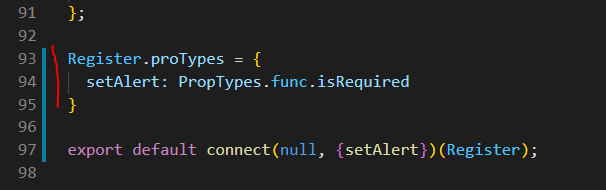 91 };
92
93 Register.proTypes = {
94 setAlert: PropTypes.func.isRequired
95 }
96
97 export default connect(null, {setAlert})(Register);
98